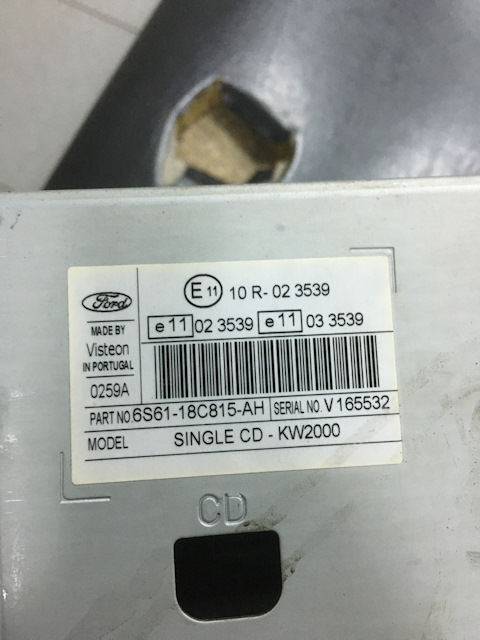 Ford
E 11 10 R- 02 3539
e 11 02 3539 e 11 03 3539
MADE BY
Visteon
IN PORTUGAL
0259A
PART NO. 6S61-18C815-AH SERIAL NO. V 165532
MODEL SINGLE CD - KW2000
CD